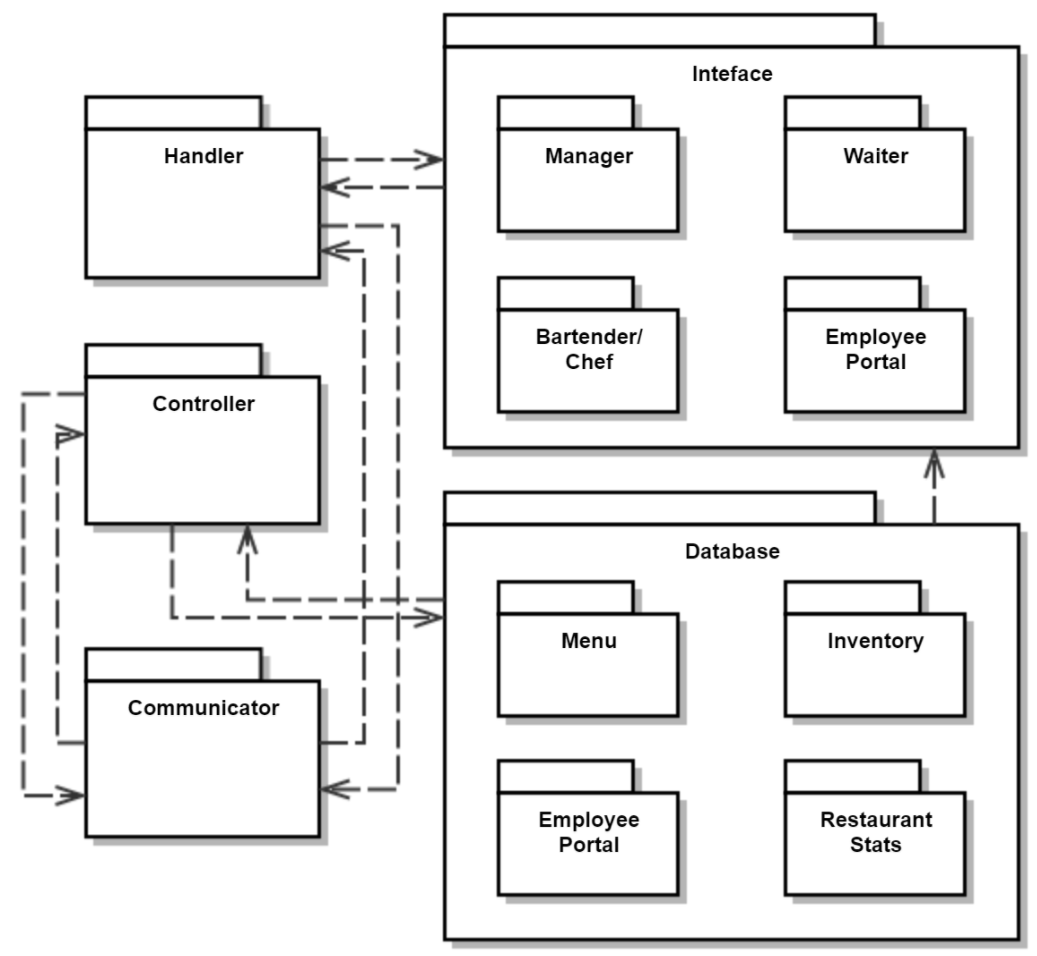 Inteface
Handler
Manager
Waiter
Bartender/
Chef
Employee
Portal
Controller
Database
Menu
Inventory
Communicator
Employee
Portal
Restaurant
Stats